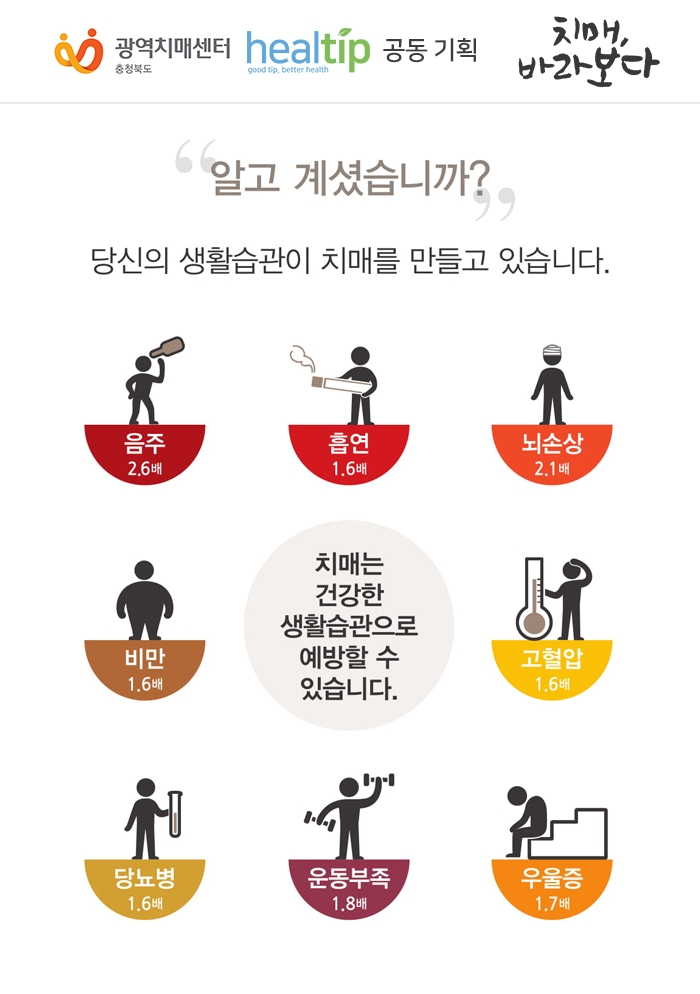 광역치매센터
충청북도
healtip
good tip, better health
공동 기획
치매,
바라보다
“알고 계셨습니까?”
당신의 생활습관이 치매를 만들고 있습니다.
음주
2.6배
흡연
1.6배
뇌손상
2.1배
비만
1.6배
치매는
건강한
생활습관으로
예방할 수
있습니다.
고혈압
1.6배
당뇨병
1.6배
운동부족
1.8배
우울증
1.7배